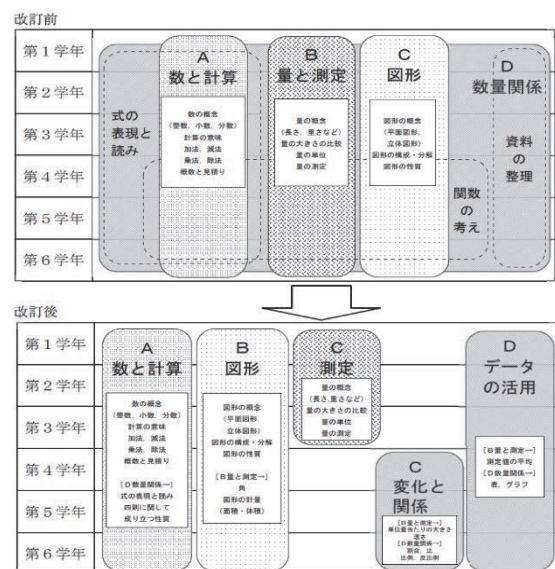 改訂前
第1学年
第2学年
第3学年
第4学年
第5学年
第6学年
式の
表現と
読み
A
数と計算
数の概念
(整数、小数、分数)
計算の意味
加法、減法
乗法、除法
概数と見積り
B
量と測定
量の概念
(長さ、重さなど)
量の大きさの比較
量の単位
量の測定
C
図形
図形の概念
(平面図形、
立体図形)
図形の構成・分解
図形の性質
D
数量関係
資料
の
整理
関数
の
考え
改訂後
第1学年
第2学年
第3学年
第4学年
第5学年
第6学年
A
数と計算
数の概念
(整数、小数、分数)
計算の意味
加法、減法
乗法、除法
概数と見積り
[D数量関係→]
式の表現と読み
四則に関して
成り立つ性質
B
図形
図形の概念
(平面図形、
立体図形)
図形の構成・分解
図形の性質
[B量と測定→]
角
図形の計量
(面積・体積)
C
測定
量の概念
(長さ、重さなど)
量の大きさの比較
量の単位
量の測定
C
変化と
関係
[B量と測定→]
単位量当たりの大きさ
速さ
[D数量関係→]
割合、比
比例、反比例
D
データ
の活用
[B量と測定→]
測定値の平均
[D数量関係→]
表、グラフ